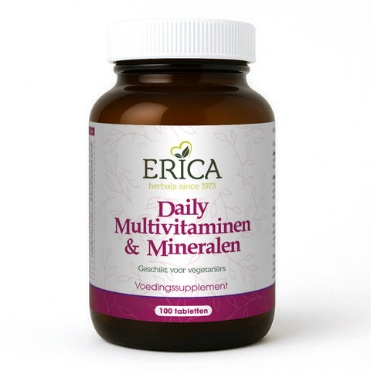 ERICA
herbals since 1973
Daily
Multivitaminen
& Mineralen
Geschikt voor vegetariërs
Voedingssupplement
100 tabletten